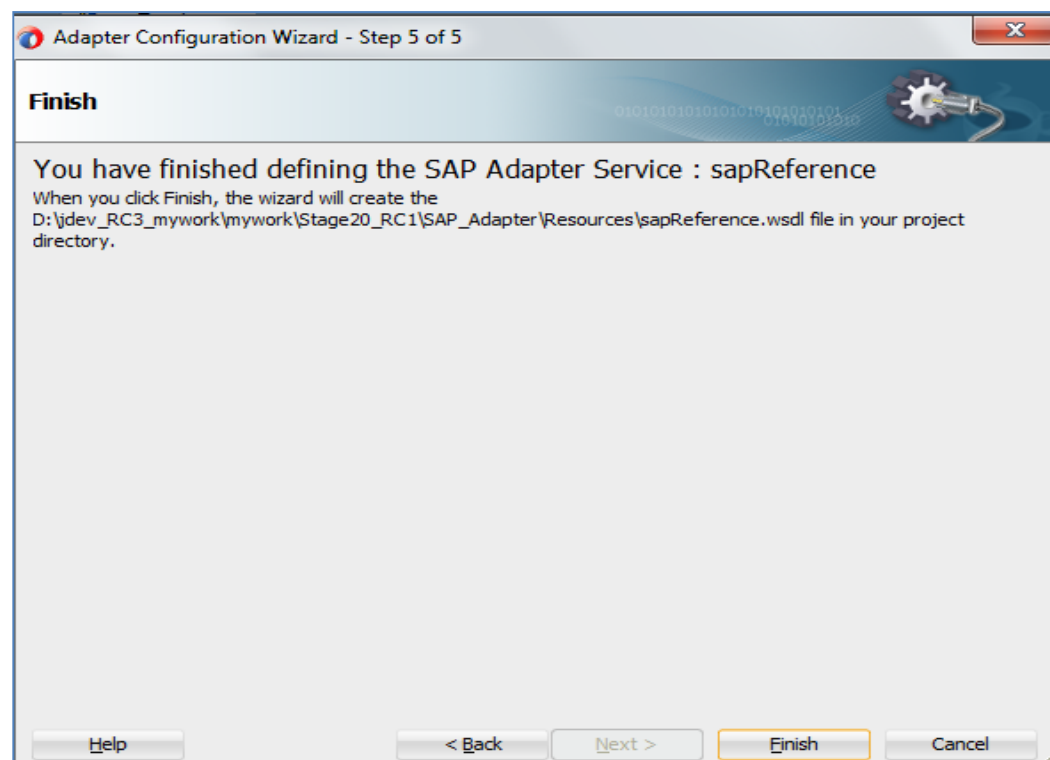 Adapter Configuration Wizard - Step 5 of 5
Finish
You have finished defining the SAP Adapter Service : sapReference
When you click Finish, the wizard will create the
D:\jdev_RC3_mywork\mywork\Stage20_RC1\SAP_Adapter\Resources\sapReference.wsdl file in your project
directory.
Help < Back Next > Finish Cancel